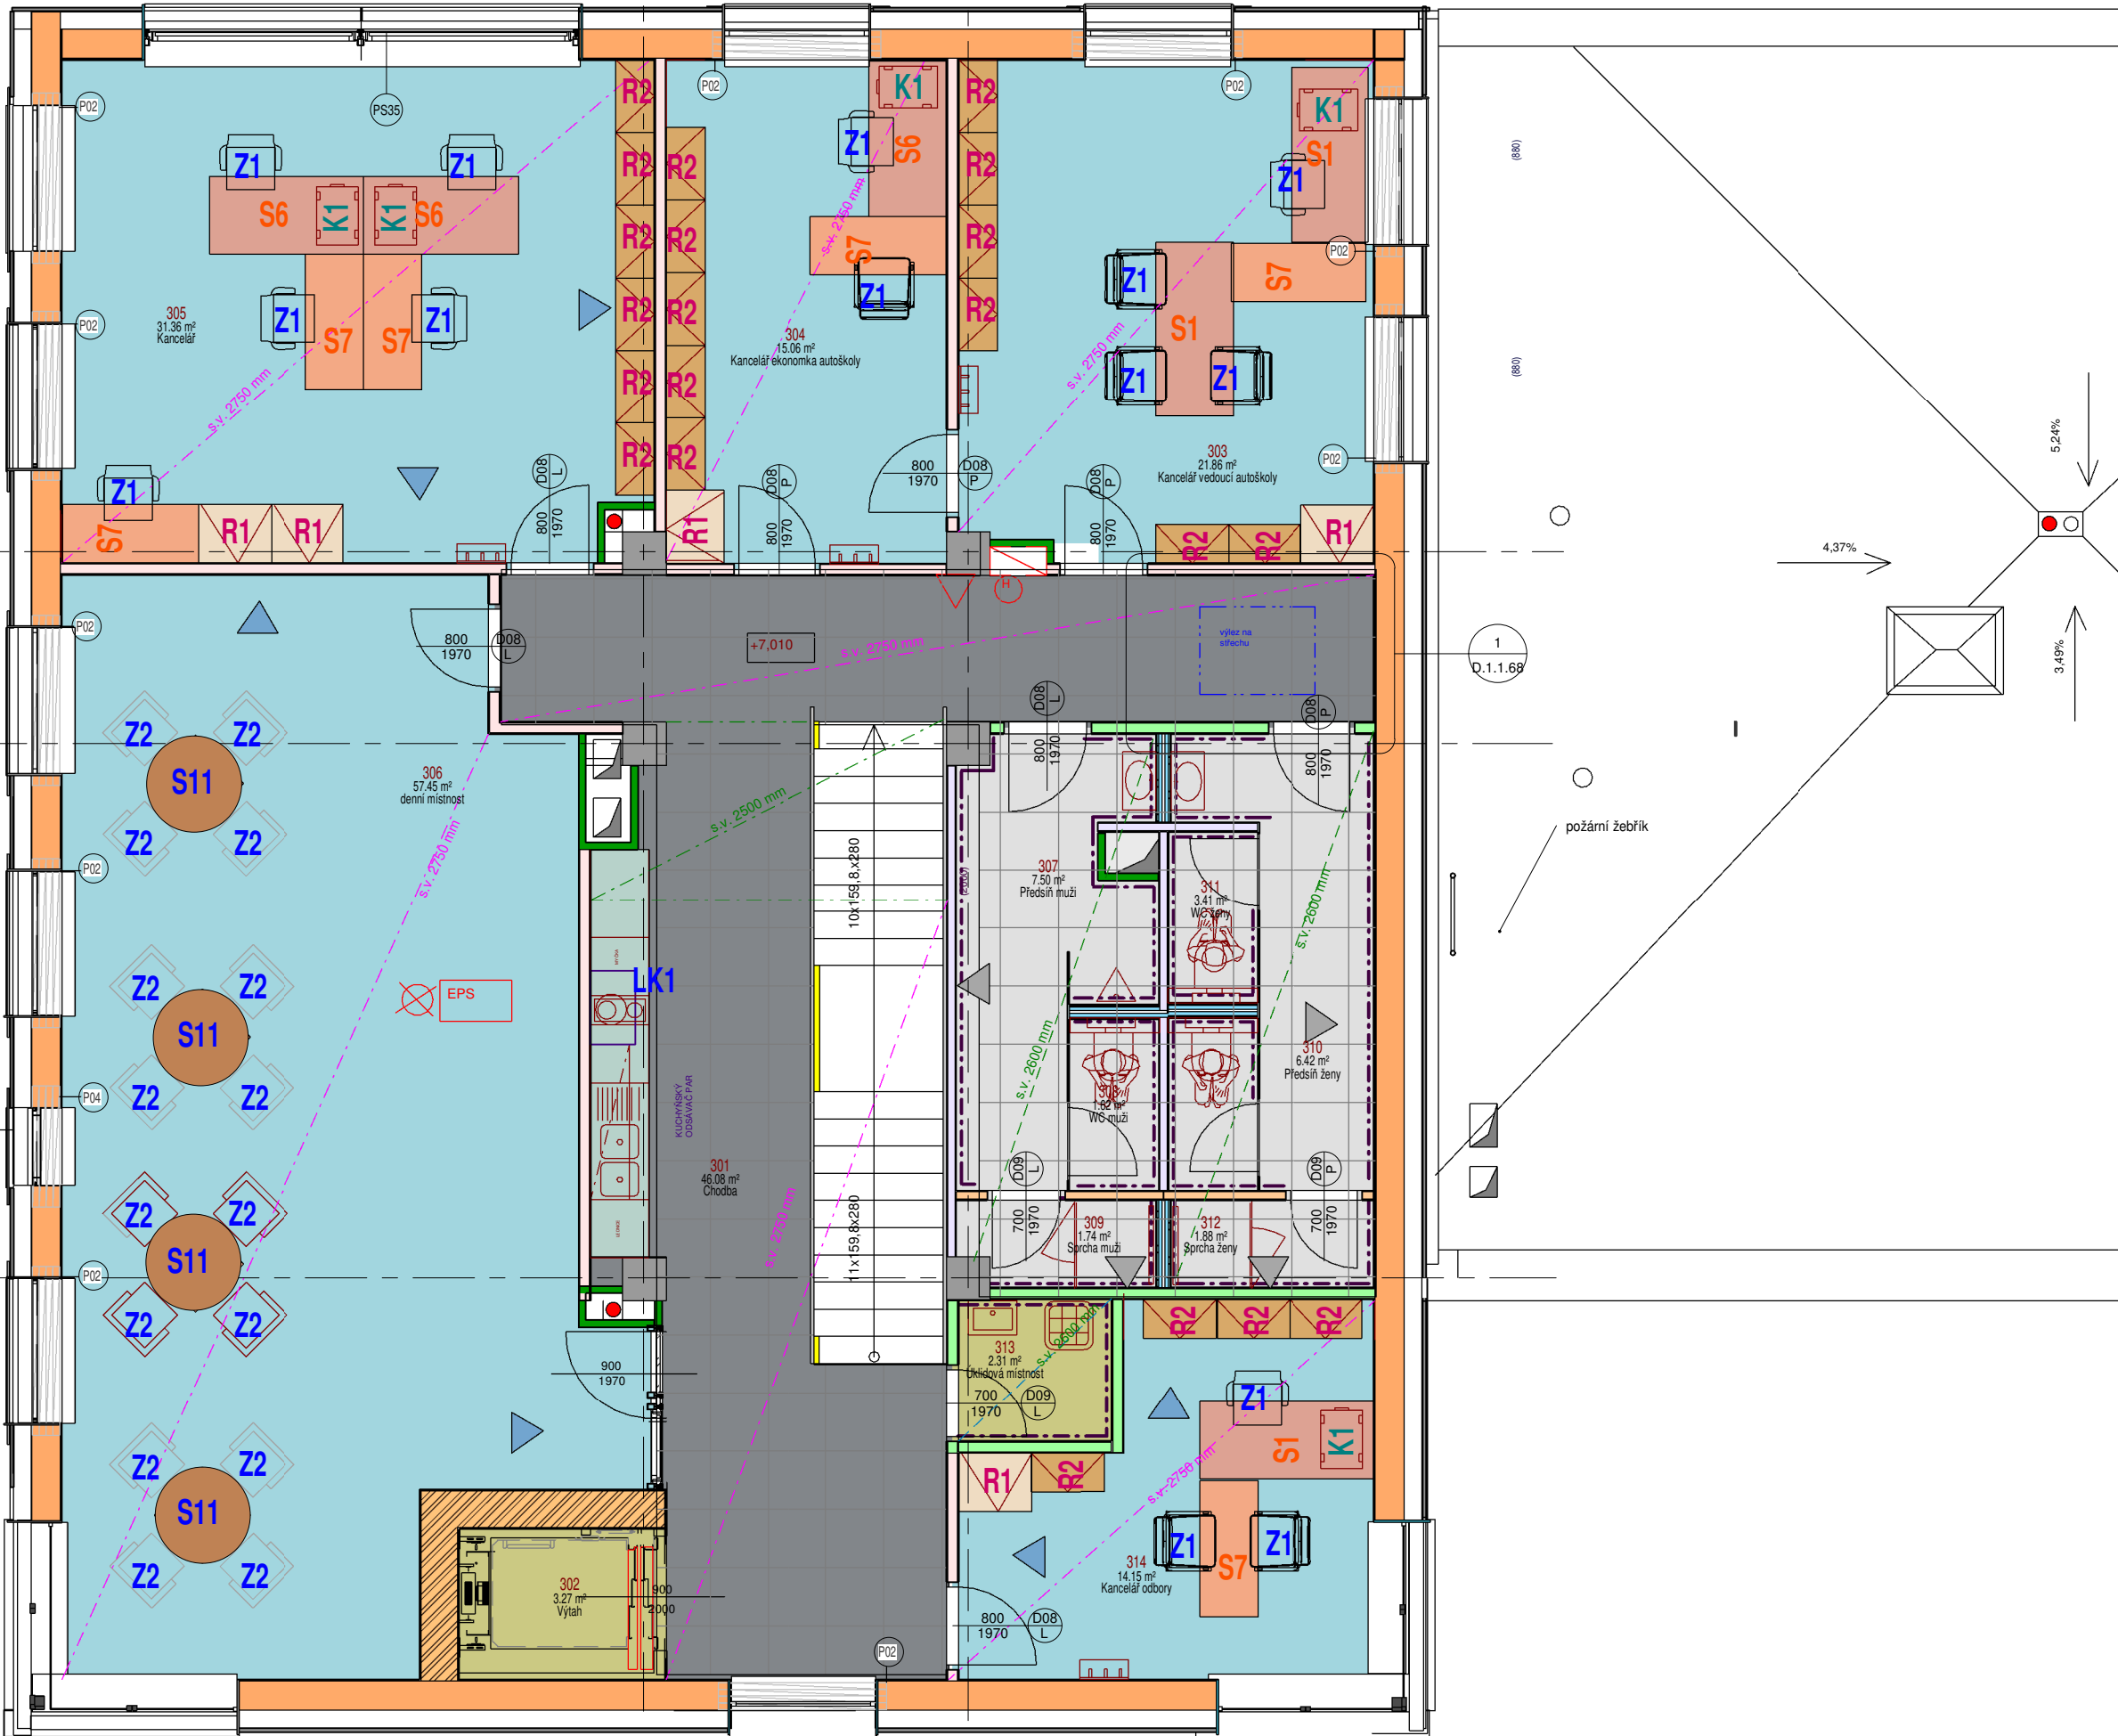 P02
PS35
P02
P02
(880)
R2
K1
R2
K1
Z1
Z1
S6
K1
K1
S6
R2
R2
Z1
S6
R2
S1
Z1
s.v. 2750 mm
R2
R2
S7
R2
Z1
S7
P02
305
31.36 m²
Kancelář
P02
Z1
S7
S7
Z1
R2
R2
Z1
R2
S1
s.v. 2750 mm
304
15.06 m²
Kancelář ekonomka autoškoly
R2
R2
Z1
Z1
(880)
s.v. 2750 mm
R2
R2
303
21.86 m²
Kancelář vedoucí autoškoly
P02
5,24%
Z1
S7
R1
R1
D08
L
800
1970
R1
D08
P
800
1970
800
1970
D08
P
D08
P
800
1970
R2
R2
R1
4,37%
H
P02
800
1970
D08
L
+7,010
s.v. 2750 mm
výlez na
střechu
1
D.1.1.68
3,49%
Z2
Z2
S11
Z2
Z2
306
57.45 m²
denní místnost
s.v. 2750 mm
s.v. 2500 mm
10x159,8x280
D08
L
800
1970
D08
P
800
1970
požární žebřík
P02
307
7.50 m²
Předsíň muži
311
3.41 m²
WC ženy
s.v. 2600 mm
Z2
Z2
S11
Z2
Z2
EPS
LK1
KUCHYŇSKÝ
ODSAVAČ PAR
s.v. 2600 mm
310
6.42 m²
Předsíň ženy
308
1.62 m²
WC muži
P04
301
46.08 m²
Chodba
s.v. 2750 mm
11x159,8x280
D09
L
700
1970
309
1.74 m²
Sprcha muži
312
1.88 m²
Sprcha ženy
D09
P
700
1970
Z2
Z2
S11
Z2
Z2
P02
900
1970
313
2.31 m²
Úklidová místnost
s.v. 2600 mm
700
1970
D09
L
R2
R2
R2
Z1
S1
K1
R1
R2
s.v. 2750 mm
Z2
Z2
S11
Z2
Z2
302
3.27 m²
Výtah
900
2000
Z1
S7
Z1
314
14.15 m²
Kancelář odbory
800
1970
D08
L
P02